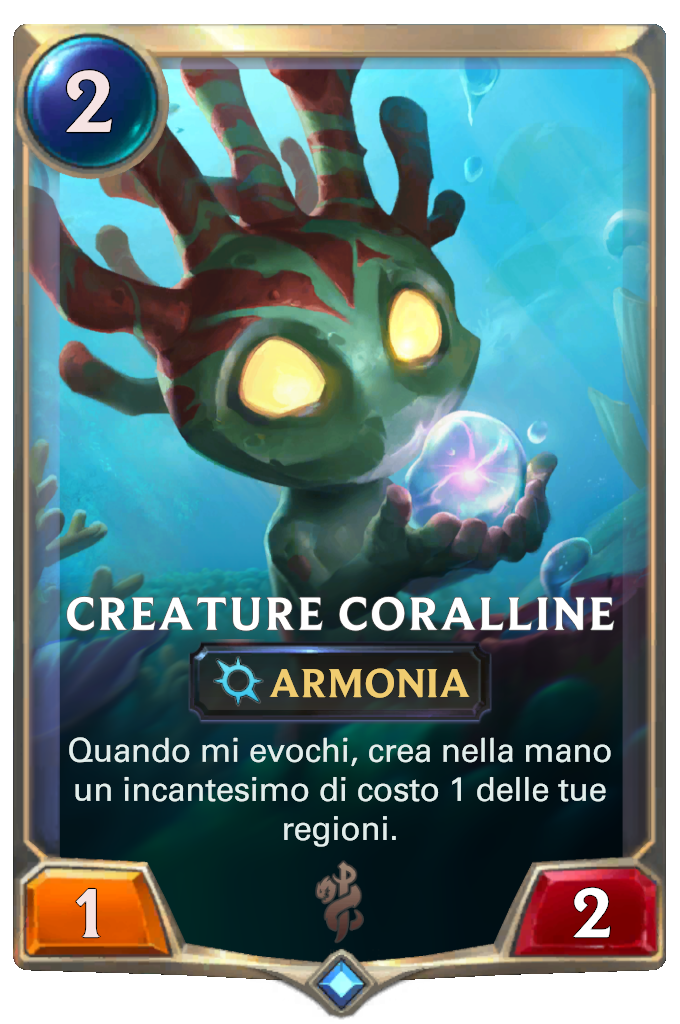 2
CREATURE CORALLINE
ARMONIA
Quando mi evochi, crea nella mano
un incantesimo di costo 1 delle tue
regioni.
1
2